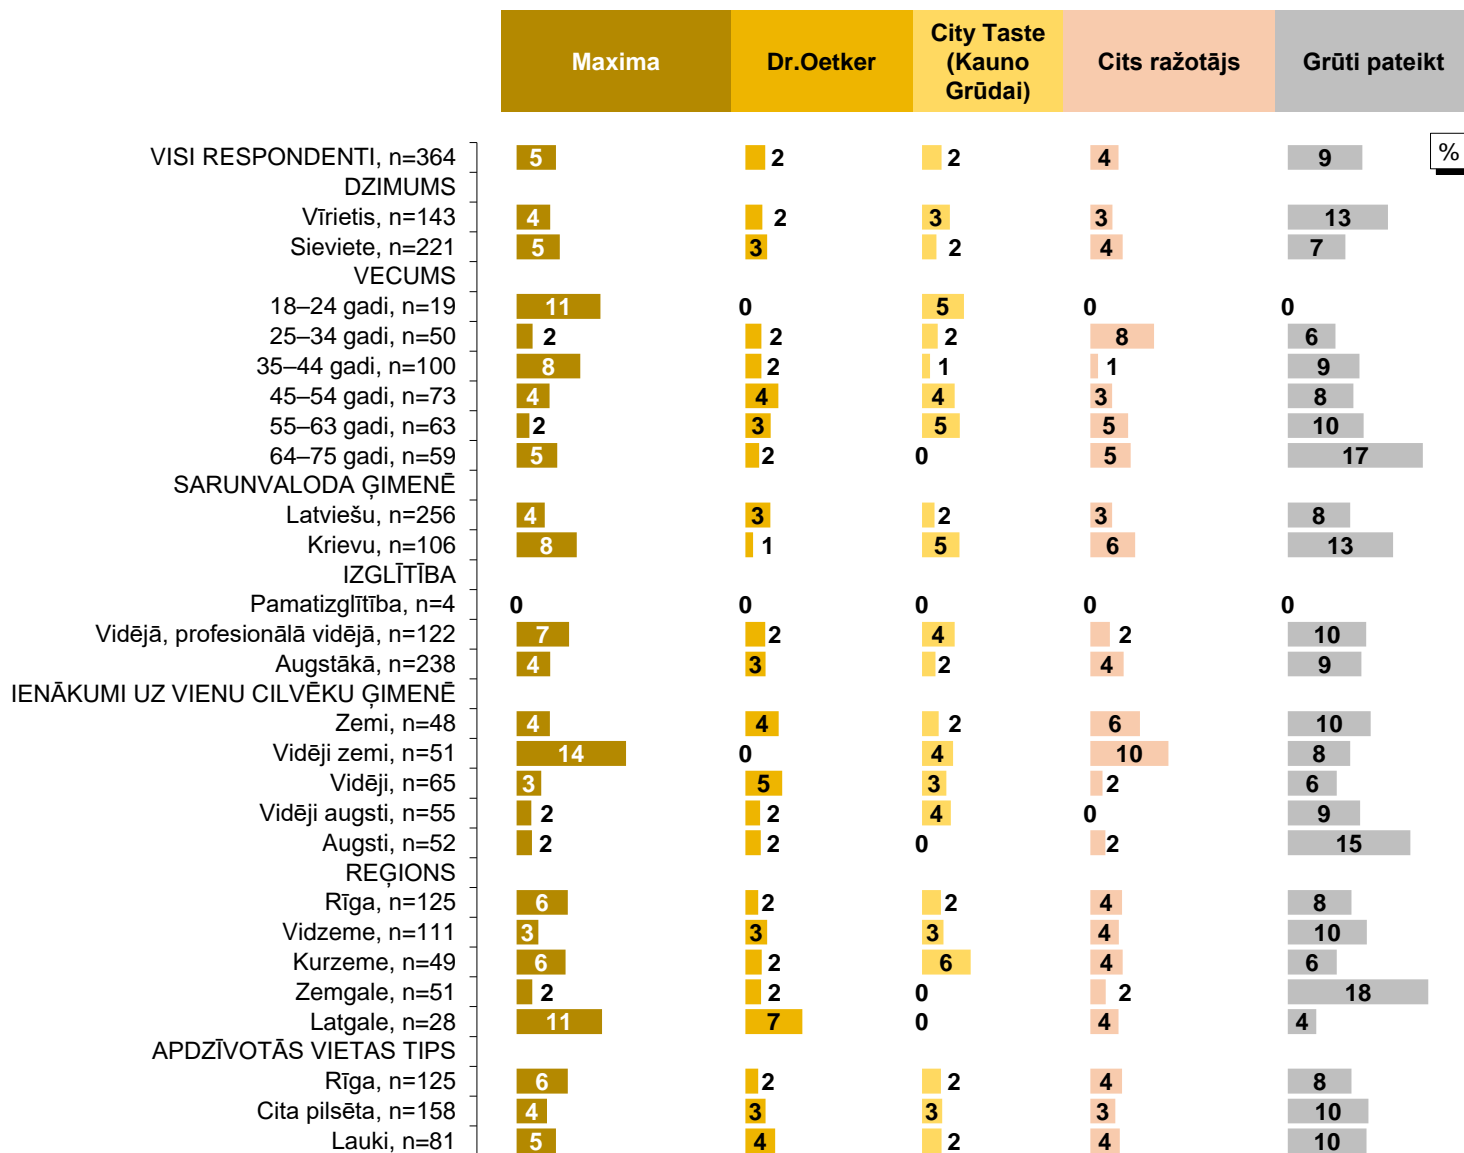 Maxima
Dr.Oetker
City Taste
(Kauno
Grūdai)
Cits ražotājs
Grūti pateikt
%
VISI RESPONDENTI, n=364 5 2 2 4 9
DZIMUMS
Vīrietis, n=143 4 2 3 3 13
Sieviete, n=221 5 3 2 4 7
VECUMS
18–24 gadi, n=19 11 0 5 0 0
25–34 gadi, n=50 2 2 2 8 6
35–44 gadi, n=100 8 2 1 1 9
45–54 gadi, n=73 4 4 4 3 8
55–63 gadi, n=63 2 3 5 5 10
64–75 gadi, n=59 5 2 0 5 17
SARUNVALODA ĢIMENĒ
Latviešu, n=256 4 3 2 3 8
Krievu, n=106 8 1 5 6 13
IZGLĪTĪBA
Pamatizglītība, n=4 0 0 0 0 0
Vidējā, profesionālā vidējā, n=122 7 2 4 2 10
Augstākā, n=238 4 3 2 4 9
IENĀKUMI UZ VIENU CILVĒKU ĢIMENĒ
Zemi, n=48 4 4 2 6 10
Vidēji zemi, n=51 14 0 4 10 8
Vidēji, n=65 3 5 3 2 6
Vidēji augsti, n=55 2 2 4 0 9
Augsti, n=52 2 2 0 2 15
REĢIONS
Rīga, n=125 6 2 2 4 8
Vidzeme, n=111 3 3 3 4 10
Kurzeme, n=49 6 2 6 4 6
Zemgale, n=51 2 2 0 2 18
Latgale, n=28 11 7 0 4 4
APDZĪVOTĀS VIETAS TIPS
Rīga, n=125 6 2 2 4 8
Cita pilsēta, n=158 4 3 3 3 10
Lauki, n=81 5 4 2 4 10